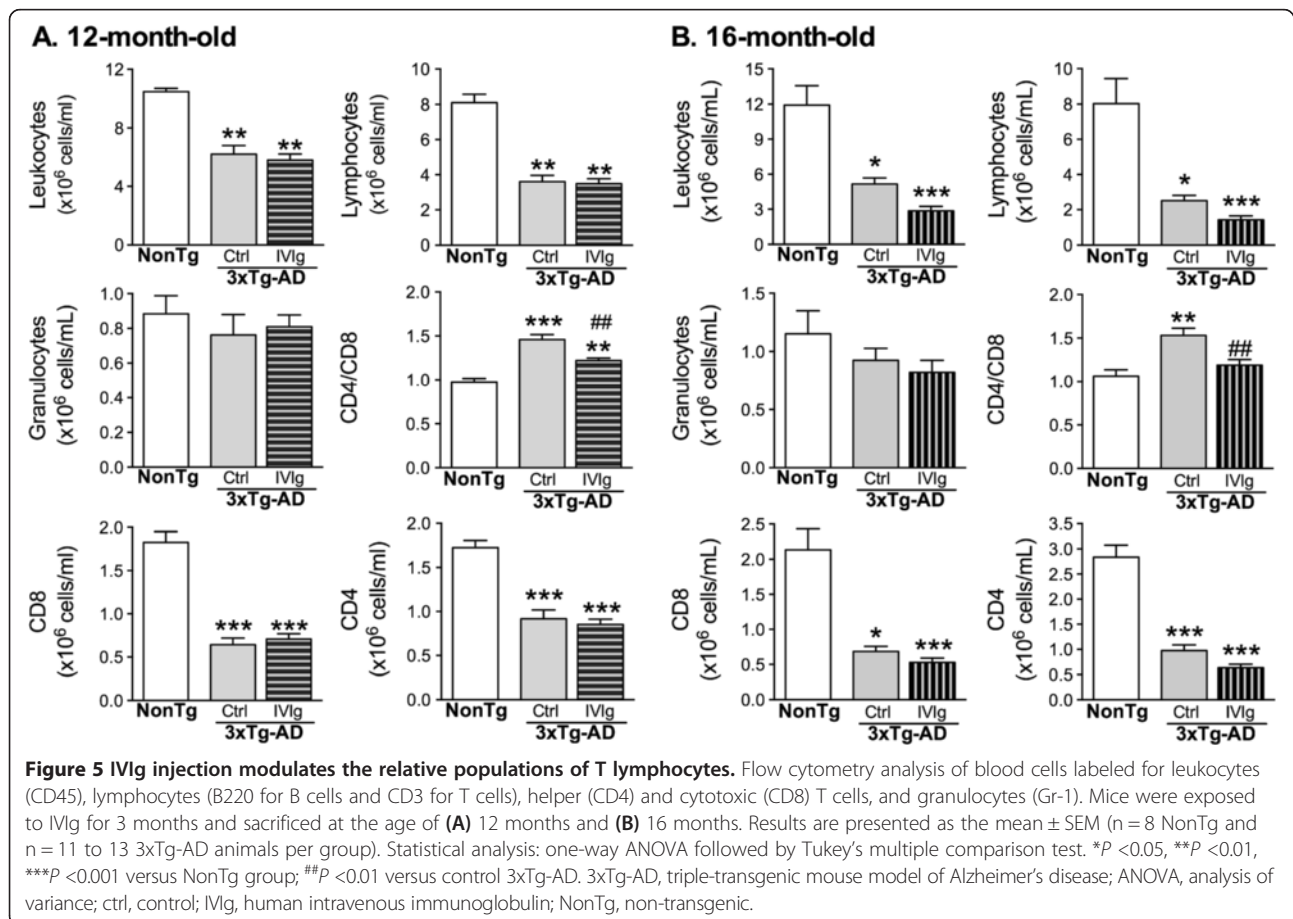 A. 12-month-old
Leukocytes
(x10⁶ cells/mL)
12
8
4
0
**
**
NonTg
Ctrl
IVIg
3xTg-AD
Lymphocytes
(x10⁶ cells/mL)
10
8
6
4
2
0
**
**
NonTg
Ctrl
IVIg
3xTg-AD
Granulocytes
(x10⁶ cells/mL)
1.0
0.8
0.6
0.4
0.2
0.0
NonTg
Ctrl
IVIg
3xTg-AD
CD4/CD8
2.0
1.5
1.0
0.5
0.0
***
##
**
NonTg
Ctrl
IVIg
3xTg-AD
CD8
(x10⁶ cells/ml)
2.0
1.5
1.0
0.5
0.0
***
***
NonTg
Ctrl
IVIg
3xTg-AD
CD4
(x10⁶ cells/ml)
2.0
1.5
1.0
0.5
0.0
***
***
NonTg
Ctrl
IVIg
3xTg-AD
B. 16-month-old
Leukocytes
(x10⁶ cells/mL)
15
12
9
6
3
0
*
***
NonTg
Ctrl
IVIg
3xTg-AD
Lymphocytes
(x10⁶ cells/mL)
10
8
6
4
2
0
*
***
NonTg
Ctrl
IVIg
3xTg-AD
Granulocytes
(x10⁶ cells/mL)
1.5
1.0
0.5
0.0
NonTg
Ctrl
IVIg
3xTg-AD
CD4/CD8
2.0
1.5
1.0
0.5
0.0
**
##
NonTg
Ctrl
IVIg
3xTg-AD
CD8
(x10⁶ cells/mL)
2.5
2.0
1.5
1.0
0.5
0.0
*
***
NonTg
Ctrl
IVIg
3xTg-AD
CD4
(x10⁶ cells/mL)
3.5
3.0
2.5
2.0
1.5
1.0
0.5
0.0
***
***
NonTg
Ctrl
IVIg
3xTg-AD
Figure 5 IVIg injection modulates the relative populations of T lymphocytes. Flow cytometry analysis of blood cells labeled for leukocytes
(CD45), lymphocytes (B220 for B cells and CD3 for T cells), helper (CD4) and cytotoxic (CD8) T cells, and granulocytes (Gr-1). Mice were exposed
to IVIg for 3 months and sacrificed at the age of (A) 12 months and (B) 16 months. Results are presented as the mean ± SEM (n = 8 NonTg and
n = 11 to 13 3xTg-AD animals per group). Statistical analysis: one-way ANOVA followed by Tukey's multiple comparison test. *P <0.05, **P <0.01,
***P <0.001 versus NonTg group; ##P <0.01 versus control 3xTg-AD. 3xTg-AD, triple-transgenic mouse model of Alzheimer's disease; ANOVA, analysis of
variance; ctrl, control; IVIg, human intravenous immunoglobulin; NonTg, non-transgenic.